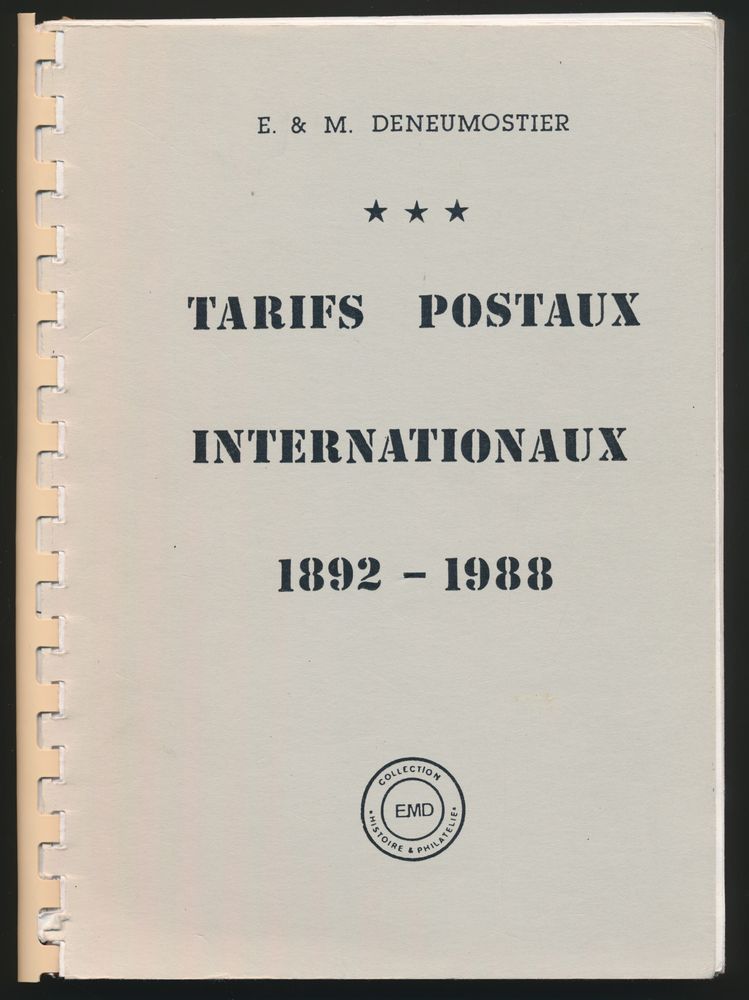 E. & M. DENEUMOSTIER
★ ★ ★
TARIFS POSTAUX
INTERNATIONAUX
1892 - 1988
COLLECTION
EMD
• HISTOIRE & PHILATELIE •